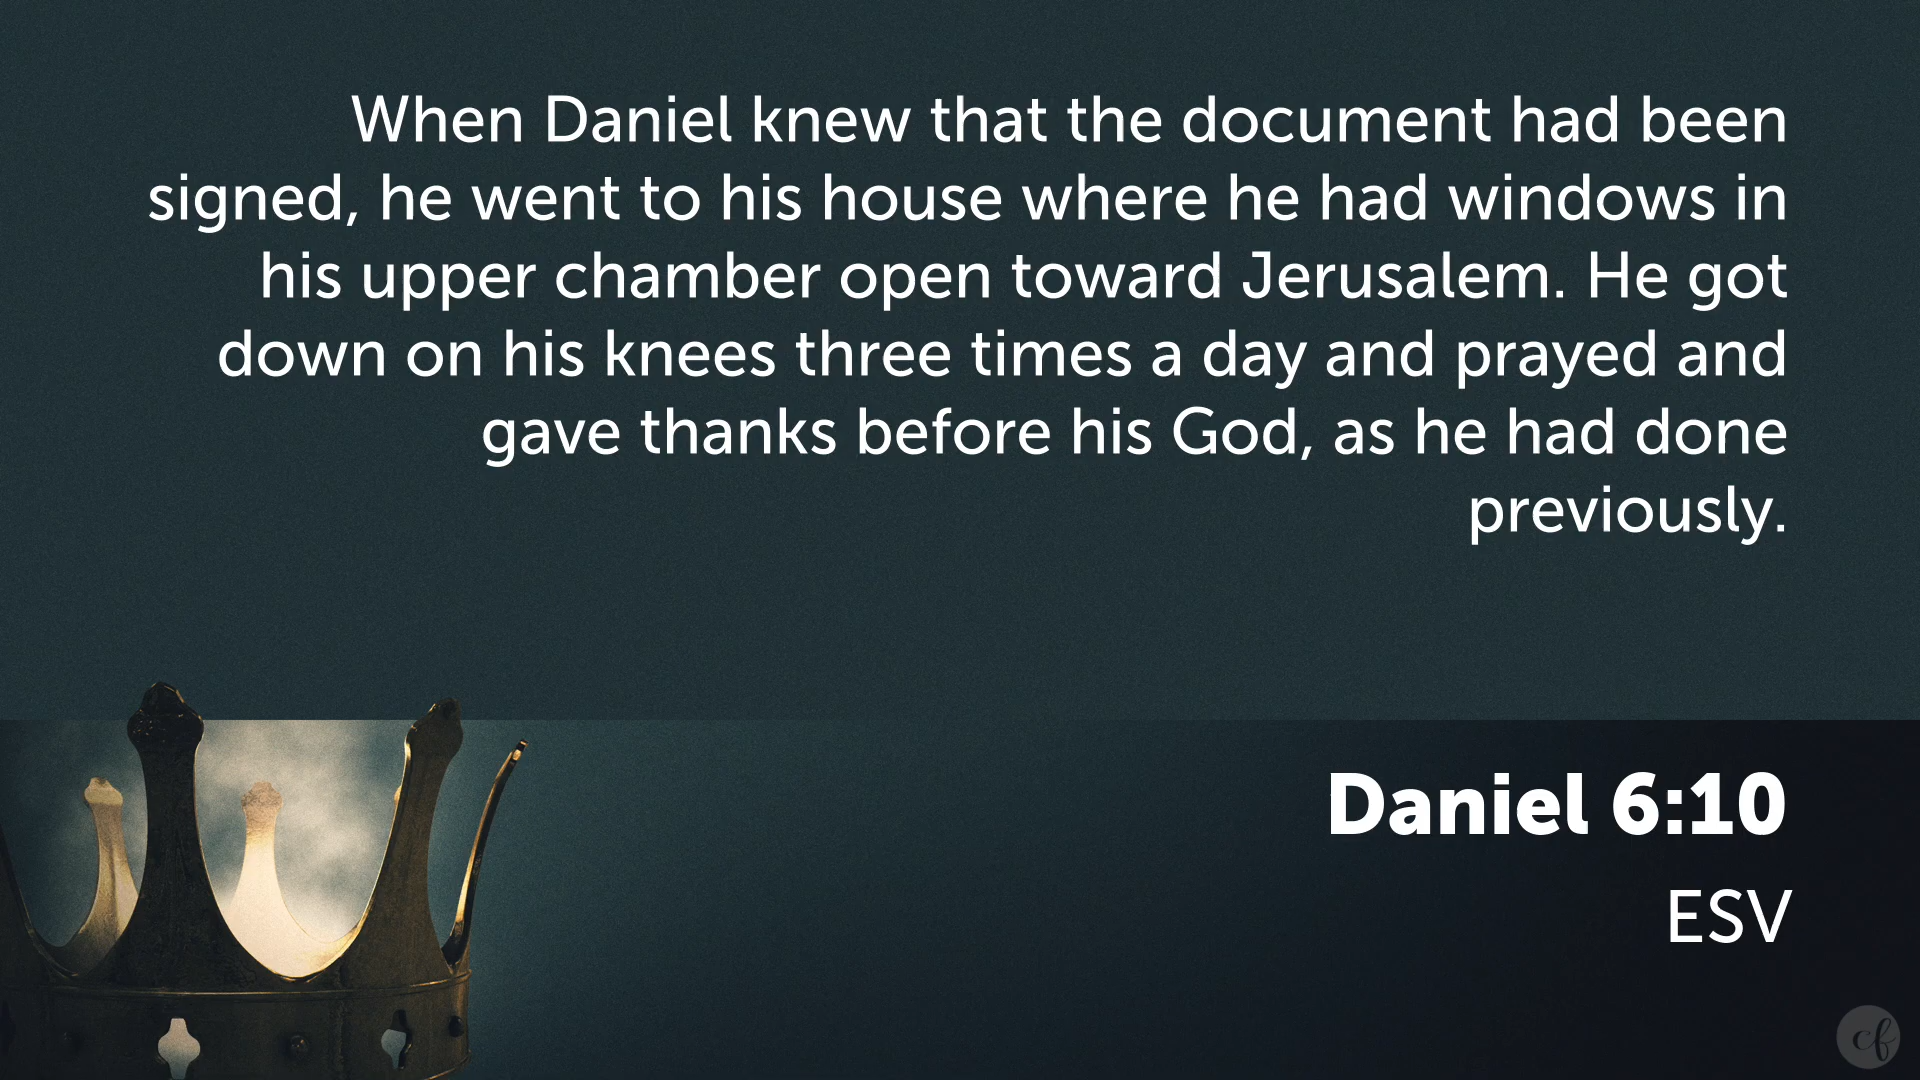 When Daniel knew that the document had been
signed, he went to his house where he had windows in
his upper chamber open toward Jerusalem. He got
down on his knees three times a day and prayed and
gave thanks before his God, as he had done
previously.
Daniel 6:10
ESV
cf